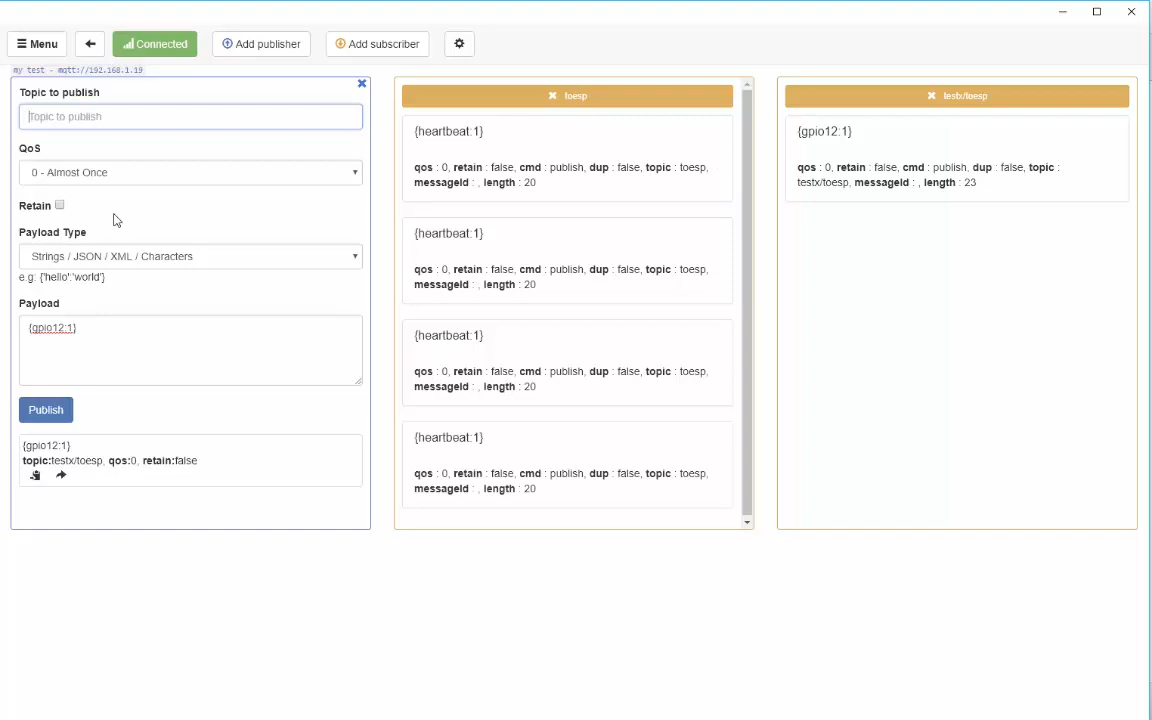 Menu
Connected
Add publisher
Add subscriber
my test - mqtt://192.168.1.19
Topic to publish
Topic to publish
QoS
0 - Almost Once
Retain
Payload Type
Strings / JSON / XML / Characters
e.g: {'hello':'world'}
Payload
{gpio12:1}
Publish
{gpio12:1}
topic:testx/toesp, qos:0, retain:false
toesp
{heartbeat:1}
qos : 0, retain : false, cmd : publish, dup : false, topic : toesp,
messageId : , length : 20
{heartbeat:1}
qos : 0, retain : false, cmd : publish, dup : false, topic : toesp,
messageId : , length : 20
{heartbeat:1}
qos : 0, retain : false, cmd : publish, dup : false, topic : toesp,
messageId : , length : 20
{heartbeat:1}
qos : 0, retain : false, cmd : publish, dup : false, topic : toesp,
messageId : , length : 20
testx/toesp
{gpio12:1}
qos : 0, retain : false, cmd : publish, dup : false, topic :
testx/toesp, messageId : , length : 23